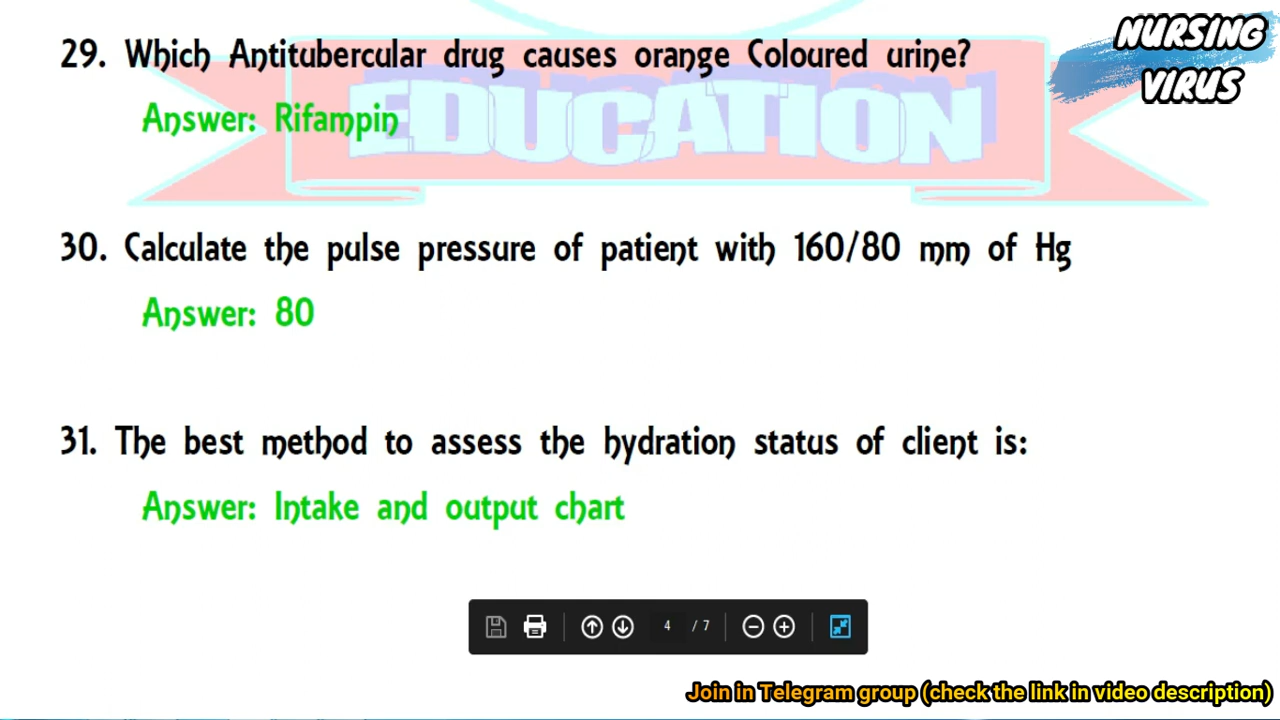 NURSING
VIRUS
29. Which Antitubercular drug causes orange Coloured urine?
EDUCATION
Answer: Rifampin
30. Calculate the pulse pressure of patient with 160/80 mm of Hg
Answer: 80
31. The best method to assess the hydration status of client is:
Answer: Intake and output chart
4 / 7
Join in Telegram group (check the link in video description)